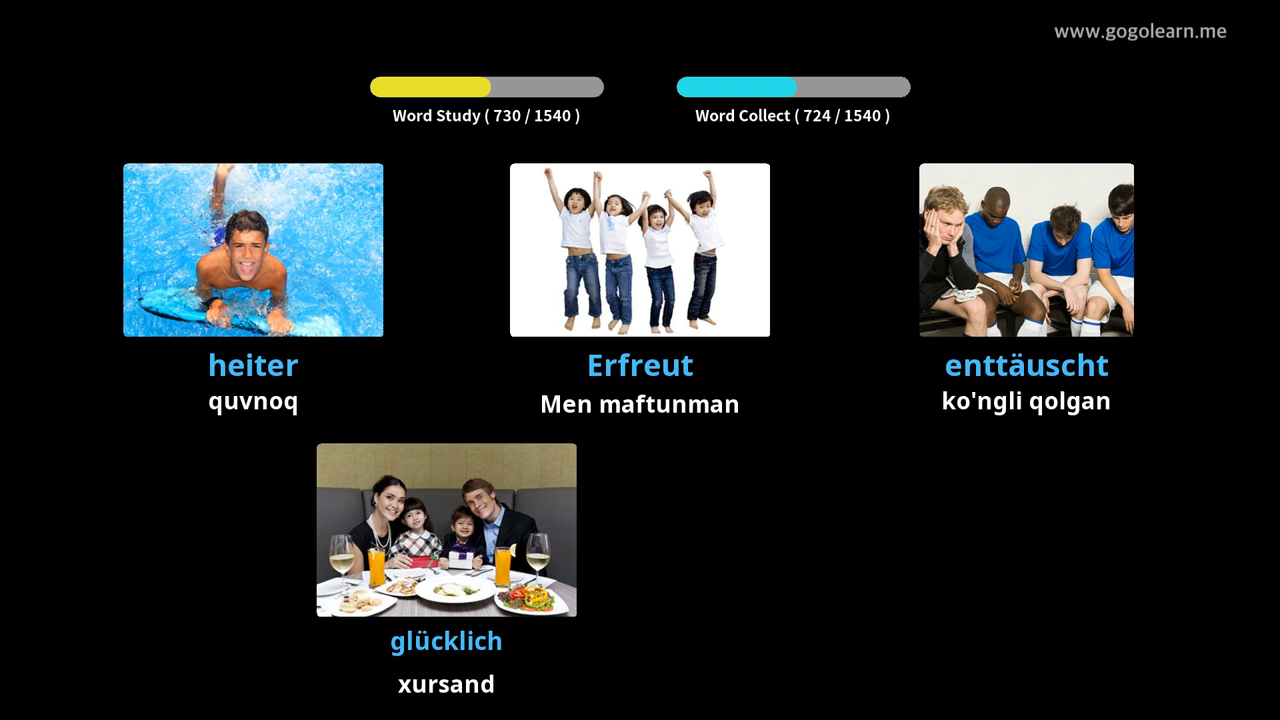 www.gogolearn.me
Word Study ( 730 / 1540 )
Word Collect ( 724 / 1540 )
heiter
quvnoq
Erfreut
Men maftunman
enttäuscht
ko'ngli qolgan
glücklich
xursand